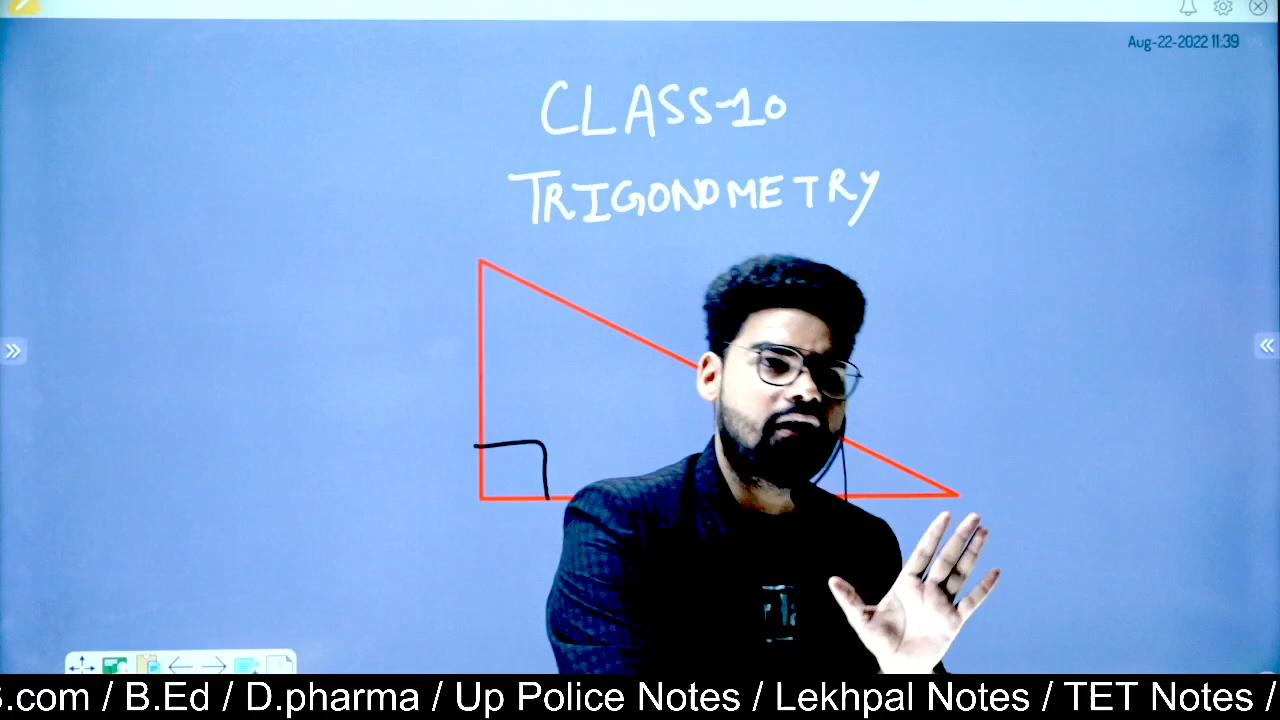 Aug-22-2022 11:39
CLASS-10
TRIGONOMETRY
.com / B.Ed / D.pharma / Up Police Notes / Lekhpal Notes / TET Notes /